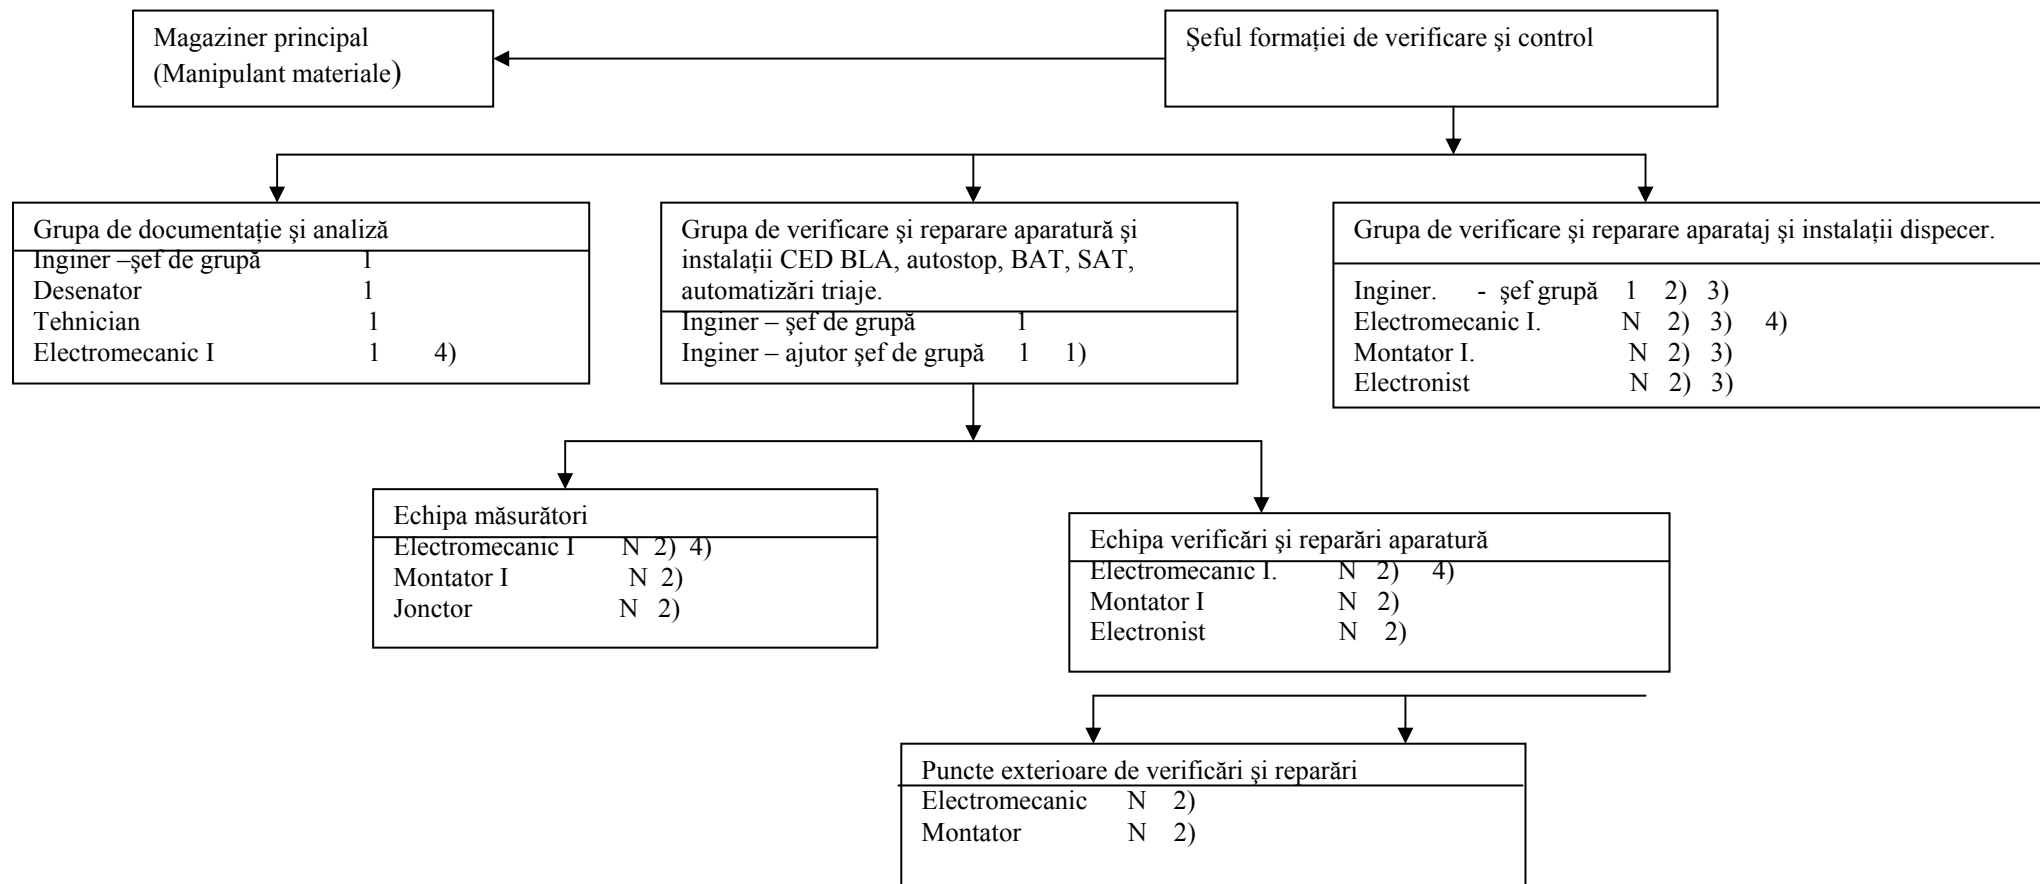 Magaziner principal
(Manipulant materiale)
Şeful formaţiei de verificare şi control
Grupa de documentaţie şi analiză
Inginer –şef de grupă 1
Desenator 1
Tehnician 1
Electromecanic I 1 4)
Grupa de verificare şi reparare aparatură şi
instalaţii CED BLA, autostop, BAT, SAT,
automatizări triaje.
Inginer – şef de grupă 1
Inginer – ajutor şef de grupă 1 1)
Grupa de verificare şi reparare aparataj şi instalaţii dispecer.
Inginer. - şef grupă 1 2) 3)
Electromecanic I. N 2) 3) 4)
Montator I. N 2) 3)
Electronist N 2) 3)
Echipa măsurători
Electromecanic I N 2) 4)
Montator I N 2)
Jonctor N 2)
Echipa verificări şi reparări aparatură
Electromecanic I. N 2) 4)
Montator I N 2)
Electronist N 2)
Puncte exterioare de verificări şi reparări
Electromecanic N 2)
Montator N 2)